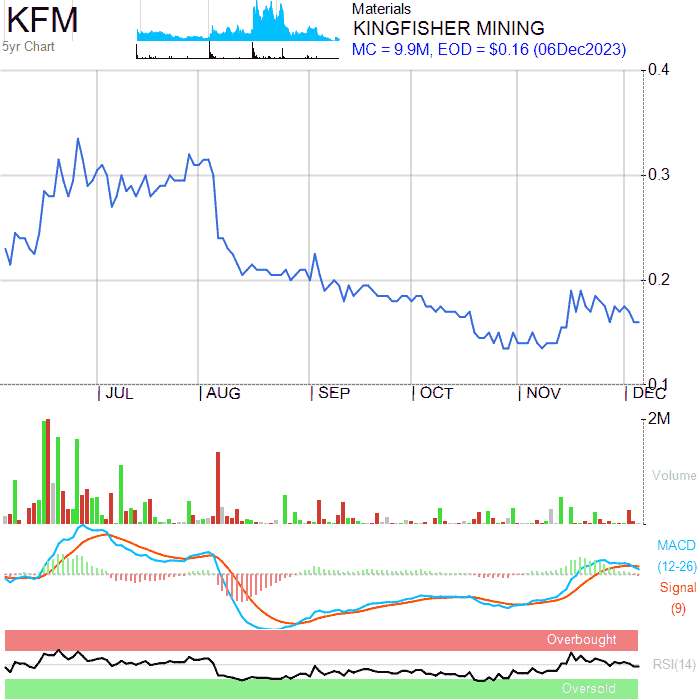 KFM
5yr Chart
Materials
KINGFISHER MINING
MC = 9.9M, EOD = $0.16 (06Dec2023)
0.4
0.3
0.2
0.1
JUL AUG SEP OCT NOV DEC
2M
Volume
MACD
(12-26)
Signal
(9)
Overbought
RSI(14)
Oversold